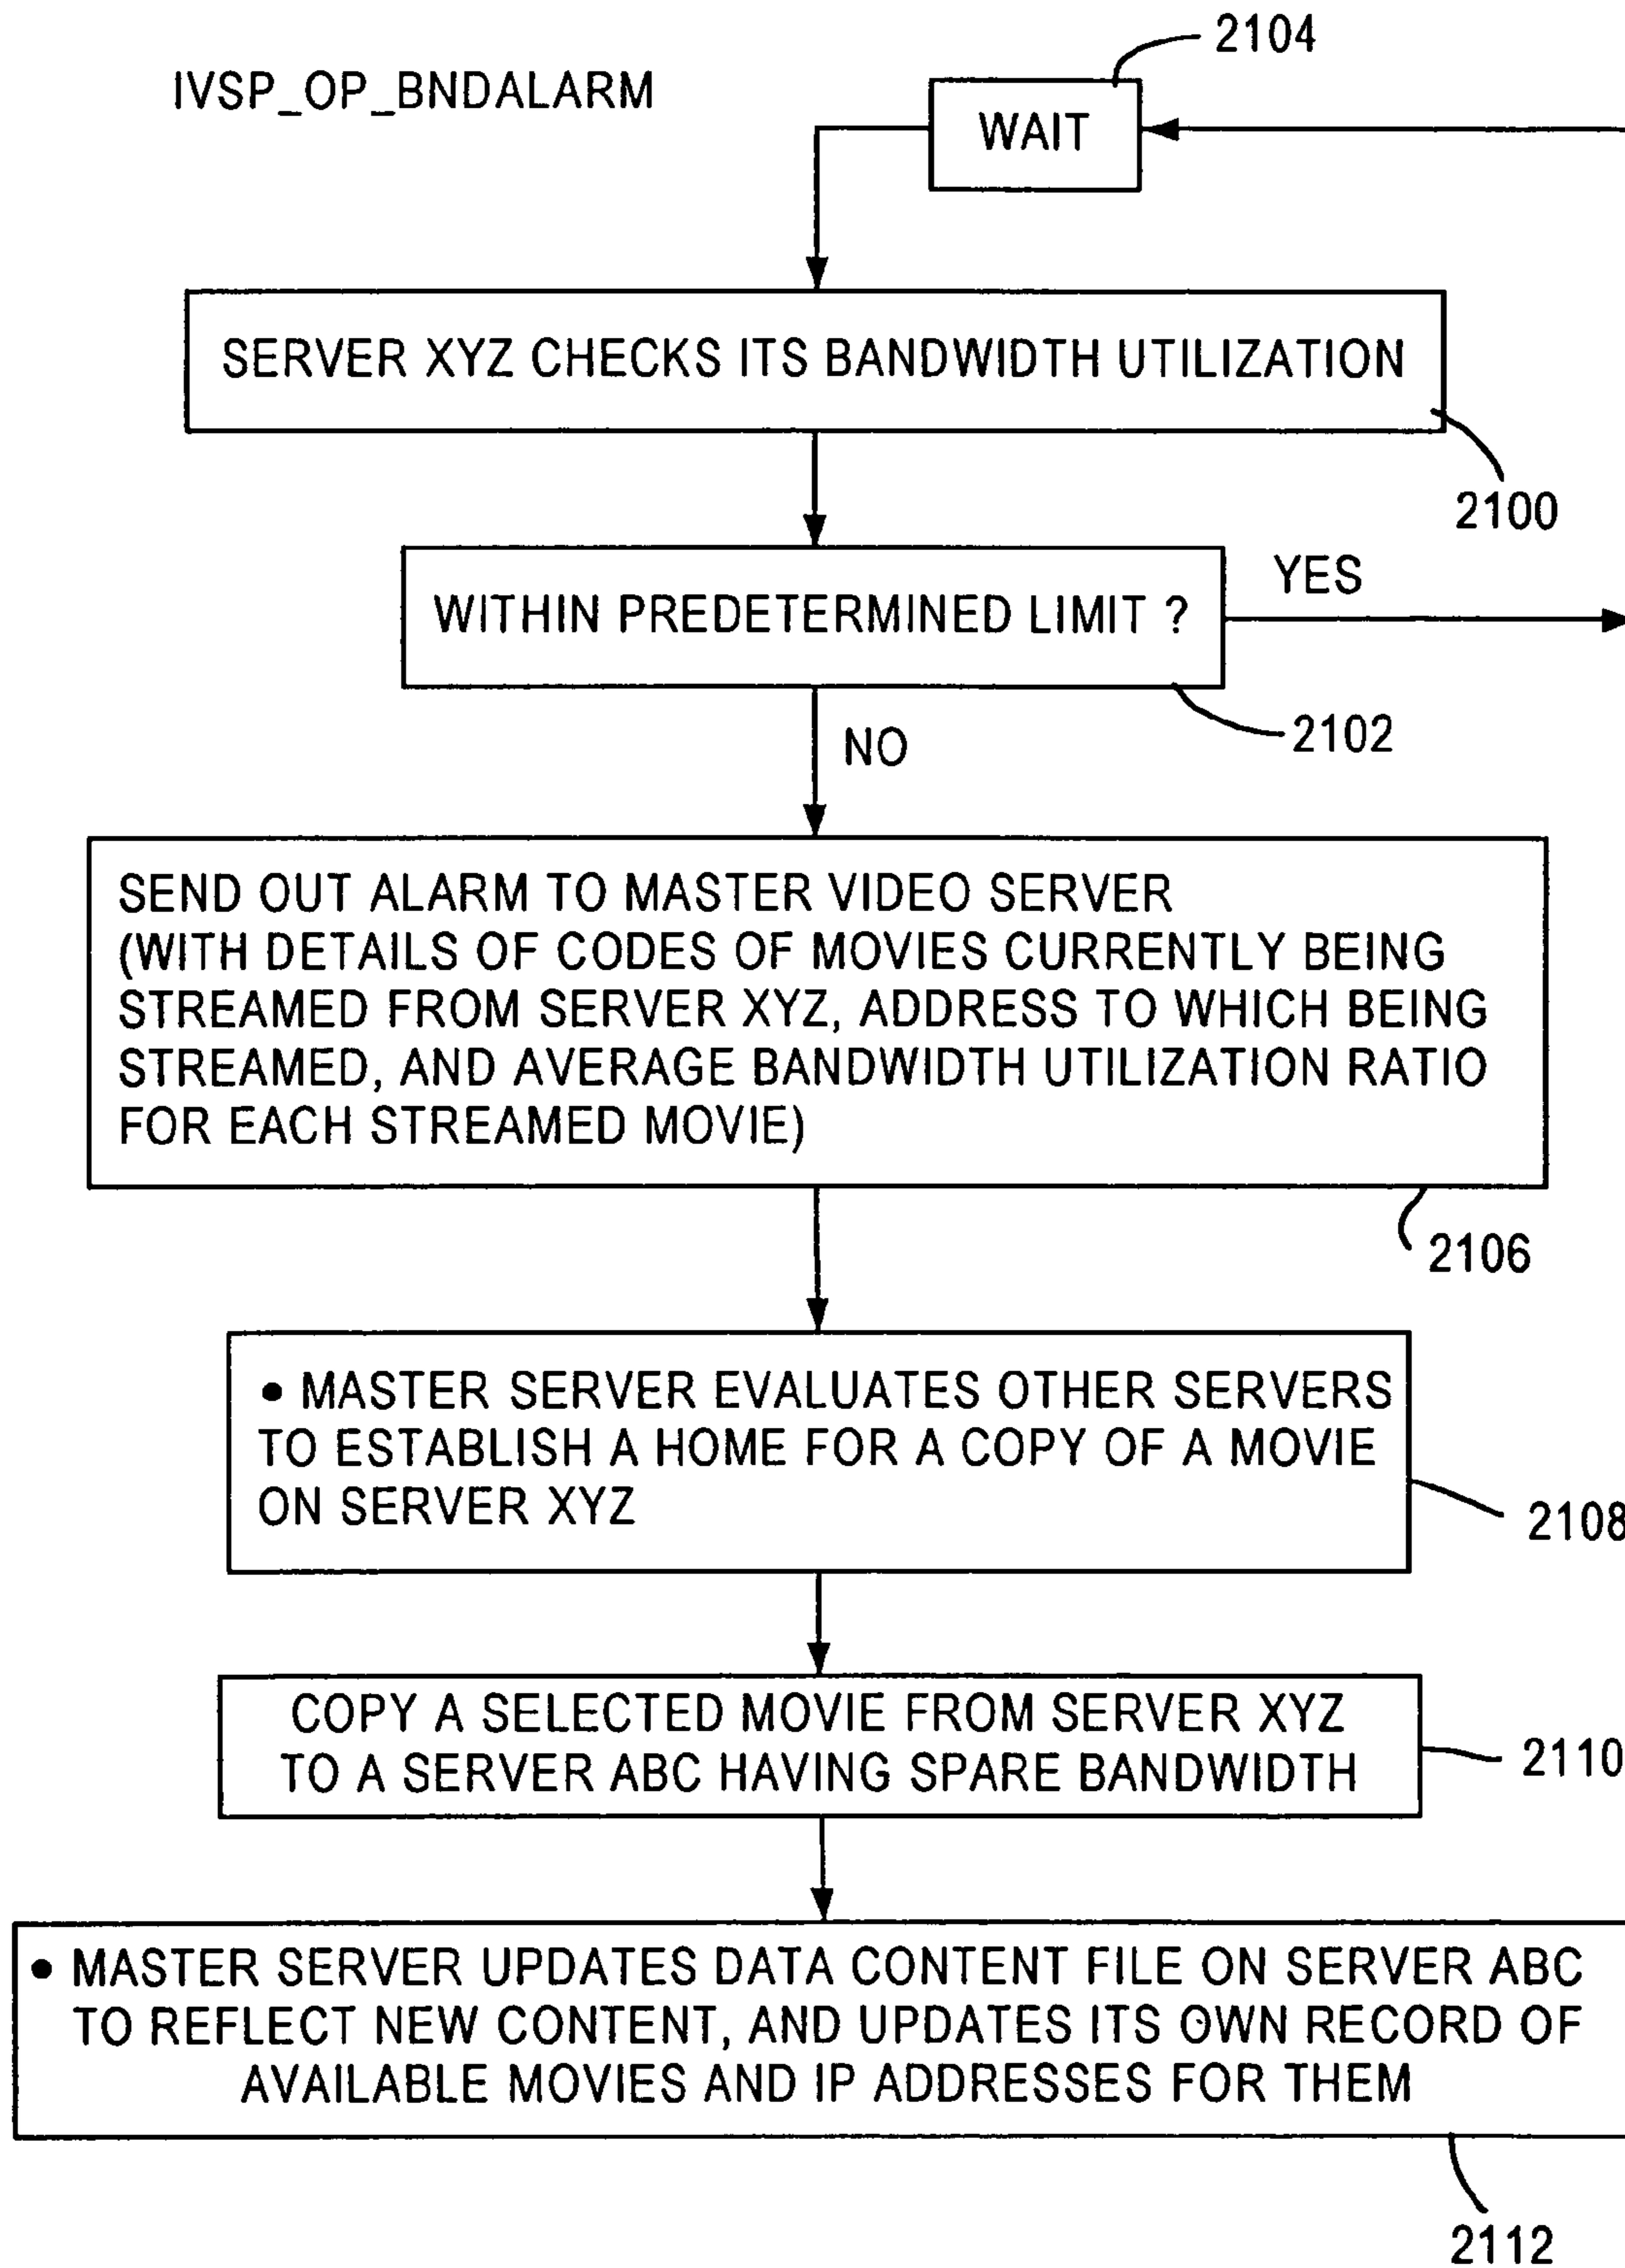 2104
IVSP_OP_BNDALARM
WAIT
SERVER XYZ CHECKS ITS BANDWIDTH UTILIZATION
2100
YES
WITHIN PREDETERMINED LIMIT ?
2102
NO
SEND OUT ALARM TO MASTER VIDEO SERVER
(WITH DETAILS OF CODES OF MOVIES CURRENTLY BEING
STREAMED FROM SERVER XYZ, ADDRESS TO WHICH BEING
STREAMED, AND AVERAGE BANDWIDTH UTILIZATION RATIO
FOR EACH STREAMED MOVIE)
2106
• MASTER SERVER EVALUATES OTHER SERVERS
TO ESTABLISH A HOME FOR A COPY OF A MOVIE
ON SERVER XYZ
2108
COPY A SELECTED MOVIE FROM SERVER XYZ
TO A SERVER ABC HAVING SPARE BANDWIDTH
2110
• MASTER SERVER UPDATES DATA CONTENT FILE ON SERVER ABC
TO REFLECT NEW CONTENT, AND UPDATES ITS OWN RECORD OF
AVAILABLE MOVIES AND IP ADDRESSES FOR THEM
2112